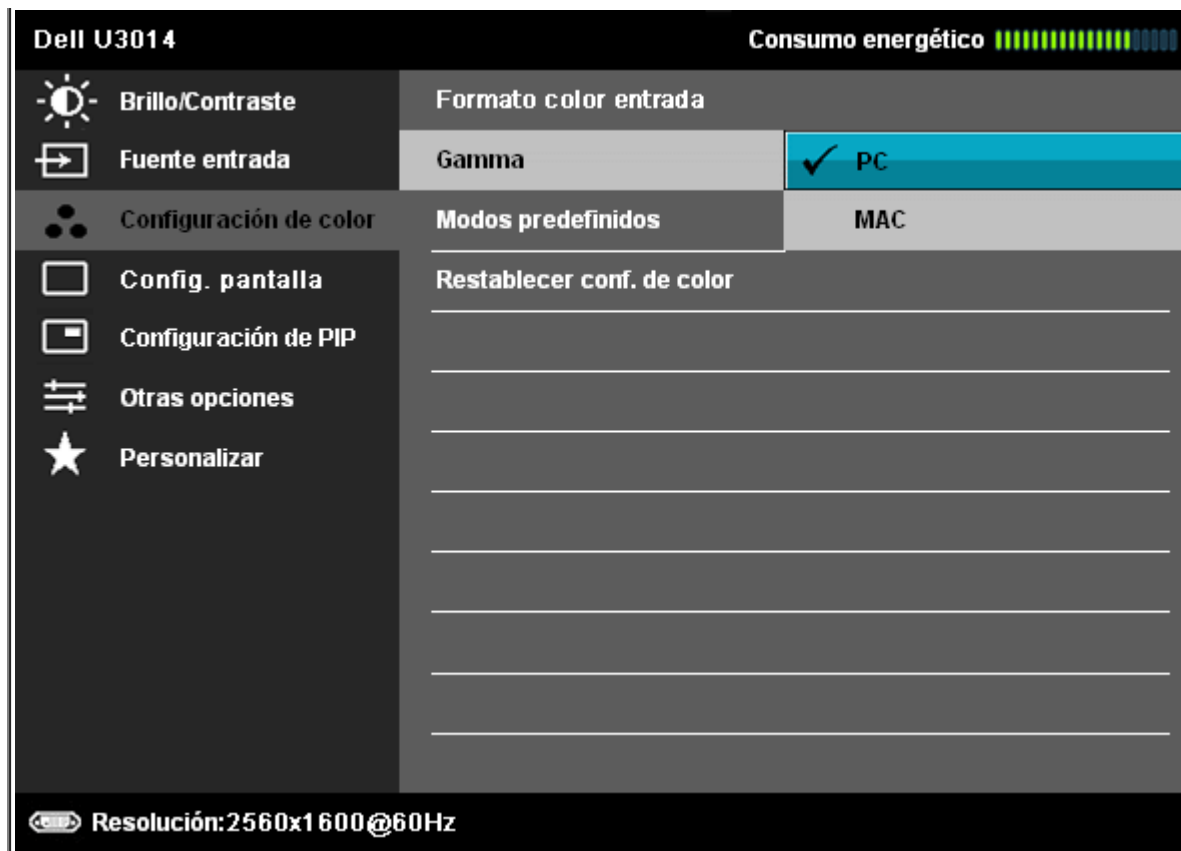 Dell U3014
Consumo energético
Brillo/Contraste
Fuente entrada
Configuración de color
Config. pantalla
Configuración de PIP
Otras opciones
Personalizar
Formato color entrada
Gamma
Modos predefinidos
Restablecer conf. de color
PC
MAC
Resolución:2560x1600@60Hz